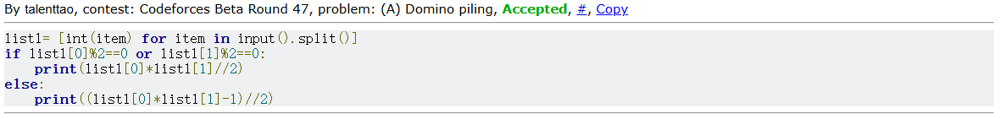 By talenttao, contest: Codeforces Beta Round 47, problem: (A) Domino piling, Accepted, #, Copy
list1= [int(item) for item in input().split()]
if list1[0]%2==0 or list1[1]%2==0:
    print(list1[0]*list1[1]//2)
else:
    print((list1[0]*list1[1]-1)//2)